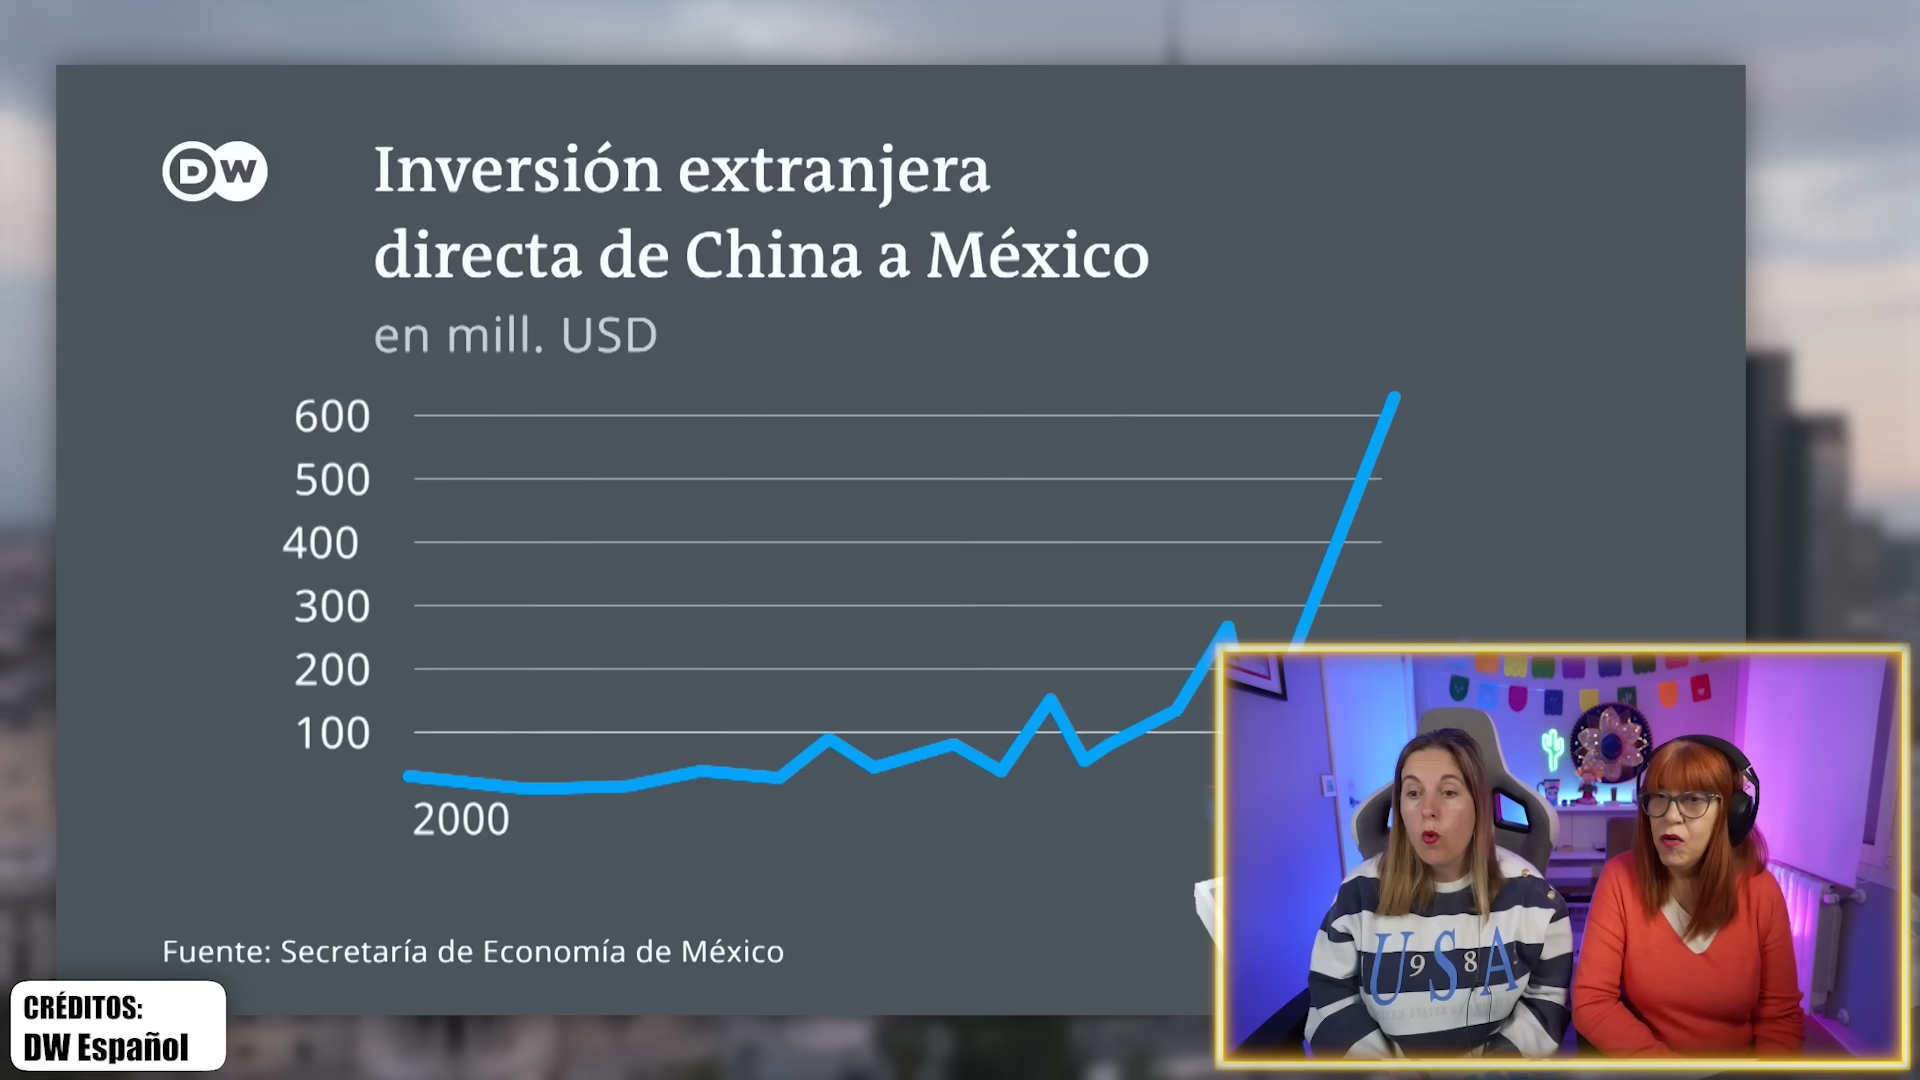 DW
Inversión extranjera
directa de China a México
en mill. USD
600
500
400
300
200
100
2000
Fuente: Secretaría de Economía de México
CRÉDITOS:
DW Español
USA
98